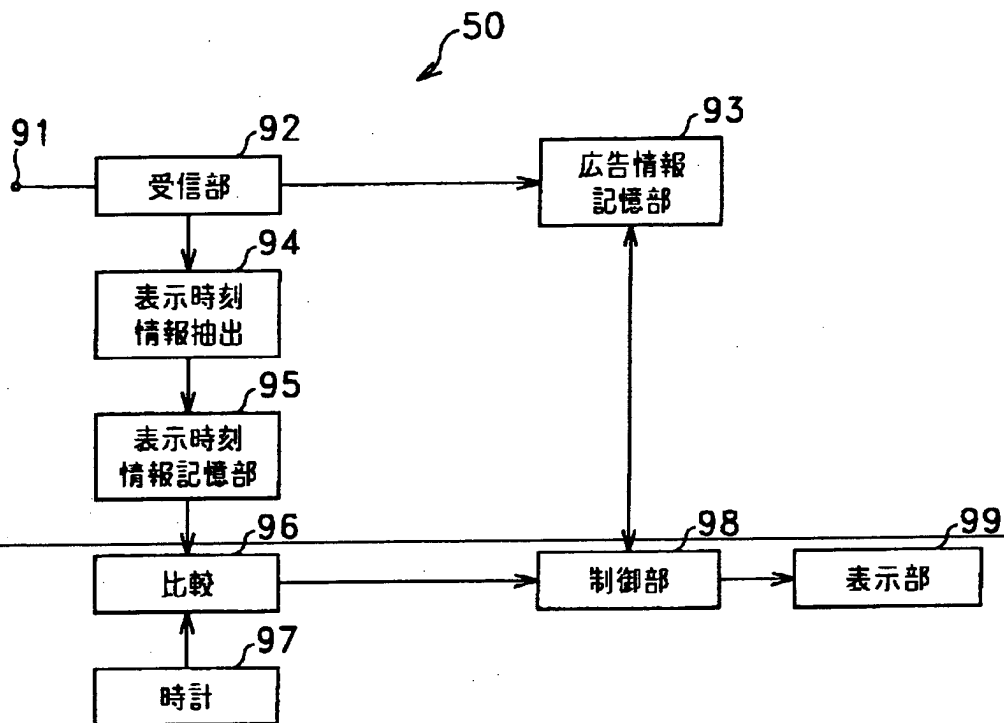 50
91
92
受信部
93
広告情報
記憶部
94
表示時刻
情報抽出
95
表示時刻
情報記憶部
96
比較
98
制御部
99
表示部
97
時計